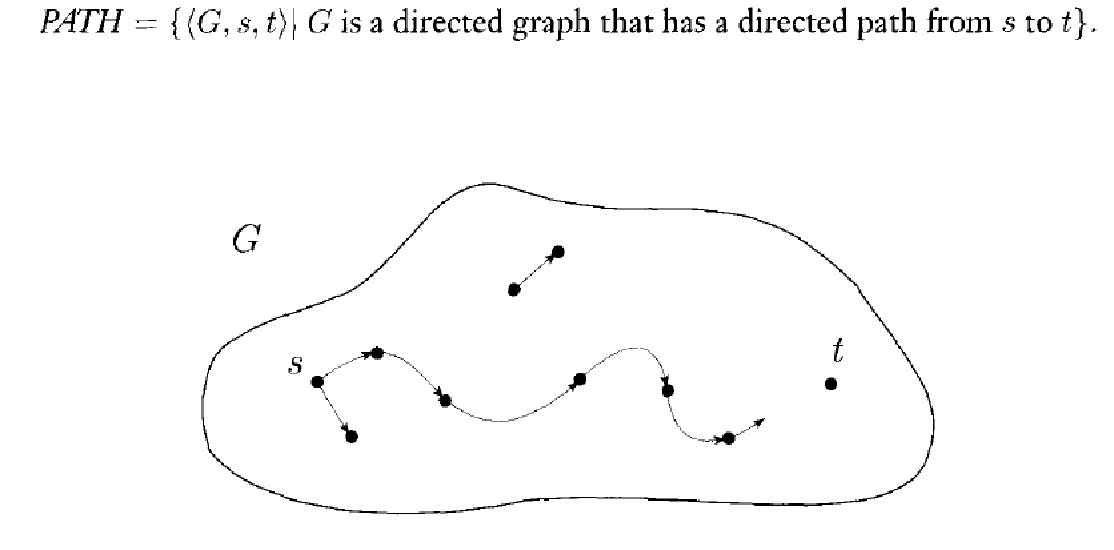 PATH = {⟨G, s, t⟩| G is a directed graph that has a directed path from s to t}.
G
t
s